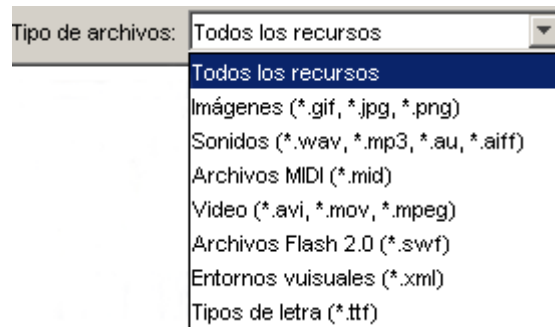 Tipo de archivos: Todos los recursos
Todos los recursos
Imágenes (*.gif, *.jpg, *.png)
Sonidos (*.wav, *.mp3, *.au, *.aiff)
Archivos MIDI (*.mid)
Video (*.avi, *.mov, *.mpeg)
Archivos Flash 2.0 (*.swf)
Entornos vuisuales (*.xml)
Tipos de letra (*.ttf)